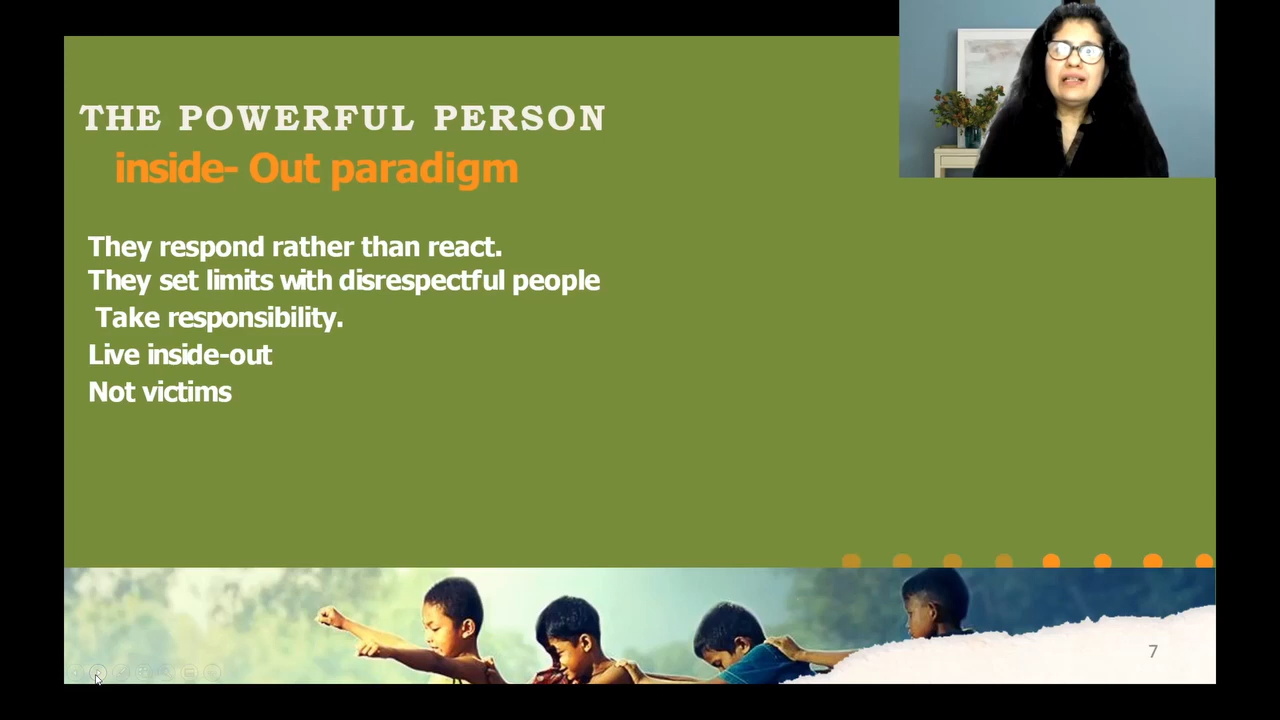 THE POWERFUL PERSON
inside- Out paradigm
They respond rather than react.
They set limits with disrespectful people
Take responsibility.
Live inside-out
Not victims
7